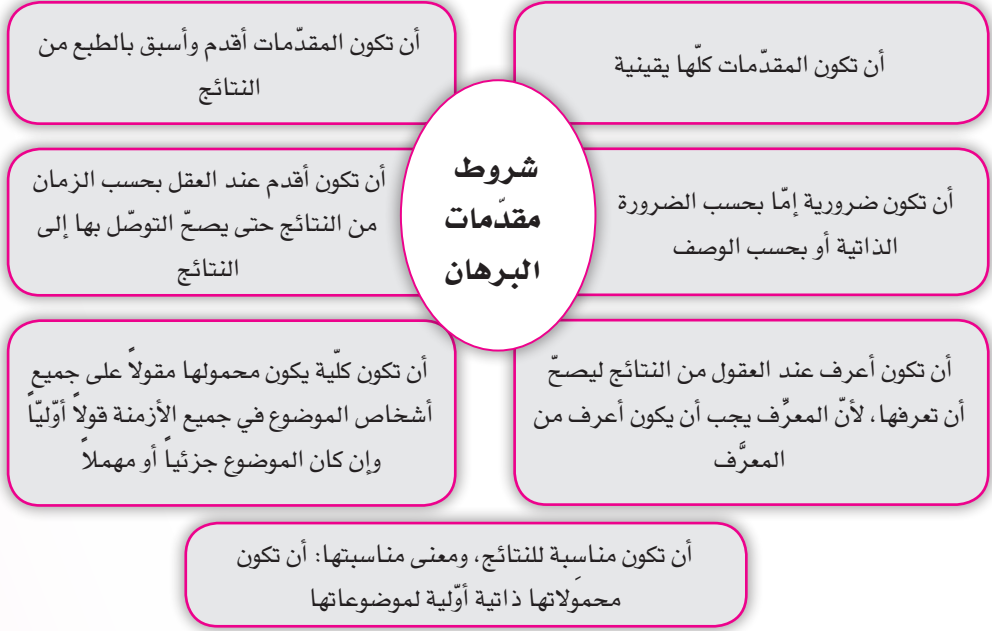 شروط
مقدّمات
البرهان
أن تكون المقدّمات كلّها يقينية
أن تكون المقدّمات أقدم وأسبق بالطبع من
النتائج
أن تكون ضرورية إمّا بحسب الضرورة
الذاتية أو بحسب الوصف
أن تكون أقدم عند العقل بحسب الزمان
من النتائج حتى يصحّ التوصّل بها إلى
النتائج
أن تكون أعرف عند العقول من النتائج ليصحّ
أن تعرفها، لأنّ المعرِّف يجب أن يكون أعرف من
المعرَّف
أن تكون كلّية يكون محمولها مقولاً على جميع
أشخاص الموضوع في جميع الأزمنة قولاً أوّليّاً
وإن كان الموضوع جزئياً أو مهملاً
أن تكون مناسِبة للنتائج، ومعنى مناسبتها: أن تكون
محمولاتها ذاتية أوّلية لموضوعاتها